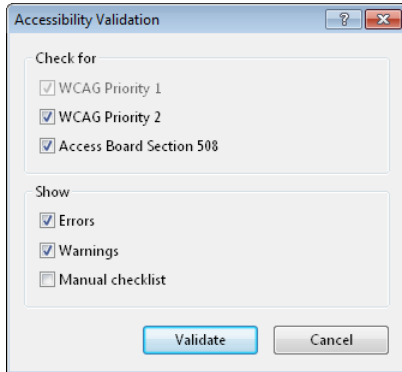 Accessibility Validation
Check for
WCAG Priority 1
WCAG Priority 2
Access Board Section 508
Show
Errors
Warnings
Manual checklist
Validate Cancel